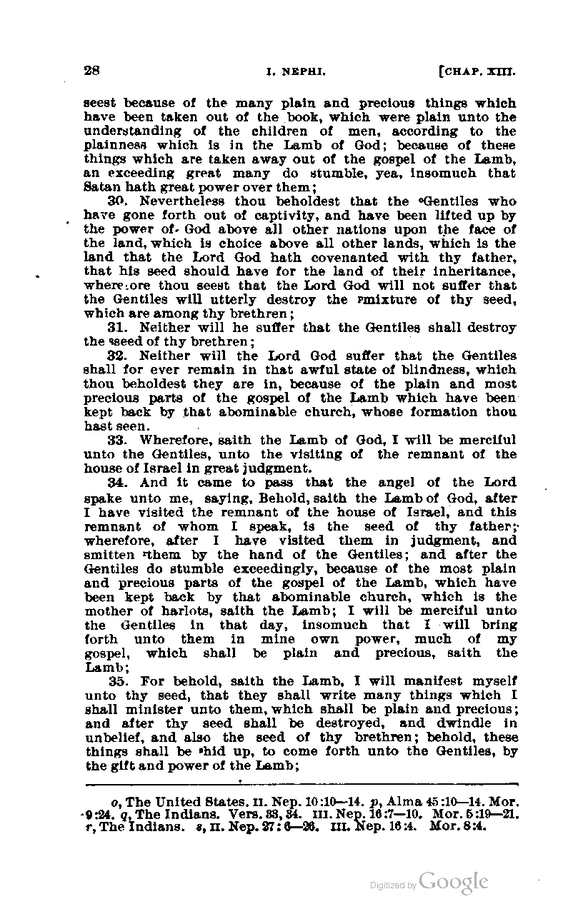 28 I. NEPHI. [CHAP. XIII.
seest because of the many plain and precious things which
have been taken out of the book, which were plain unto the
understanding of the children of men, according to the
plainness which is in the Lamb of God; because of these
things which are taken away out of the gospel of the Lamb,
an exceeding great many do stumble, yea, insomuch that
Satan hath great power over them;
30. Nevertheless thou beholdest that the oGentiles who
have gone forth out of captivity, and have been lifted up by
the power of God above all other nations upon the face of
the land, which is choice above all other lands, which is the
land that the Lord God hath covenanted with thy father,
that his seed should have for the land of their inheritance,
wherefore thou seest that the Lord God will not suffer that
the Gentiles will utterly destroy the pmixture of thy seed,
which are among thy brethren;
31. Neither will he suffer that the Gentiles shall destroy
the qseed of thy brethren;
32. Neither will the Lord God suffer that the Gentiles
shall for ever remain in that awful state of blindness, which
thou beholdest they are in, because of the plain and most
precious parts of the gospel of the Lamb which have been
kept back by that abominable church, whose formation thou
hast seen.
33. Wherefore, saith the Lamb of God, I will be merciful
unto the Gentiles, unto the visiting of the remnant of the
house of Israel in great judgment.
34. And it came to pass that the angel of the Lord
spake unto me, saying, Behold, saith the Lamb of God, after
I have visited the remnant of the house of Israel, and this
remnant of whom I speak, is the seed of thy father;
wherefore, after I have visited them in judgment, and
smitten rthem by the hand of the Gentiles; and after the
Gentiles do stumble exceedingly, because of the most plain
and precious parts of the gospel of the Lamb, which have
been kept back by that abominable church, which is the
mother of harlots, saith the Lamb; I will be merciful unto
the Gentiles in that day, insomuch that I will bring
forth unto them in mine own power, much of my
gospel, which shall be plain and precious, saith the
Lamb;
35. For behold, saith the Lamb, I will manifest myself
unto thy seed, that they shall write many things which I
shall minister unto them, which shall be plain and precious;
and after thy seed shall be destroyed, and dwindle in
unbelief, and also the seed of thy brethren; behold, these
things shall be shid up, to come forth unto the Gentiles, by
the gift and power of the Lamb;
o, The United States. II. Nep. 10:10—14. p, Alma 45:10—14. Mor.
9:24. q, The Indians. Vers. 33, 34. III. Nep. 16:7—10. Mor. 5:19—21.
r, The Indians. s, II. Nep. 27:6—26. III. Nep. 16:4. Mor. 8:4.
Digitized by Google